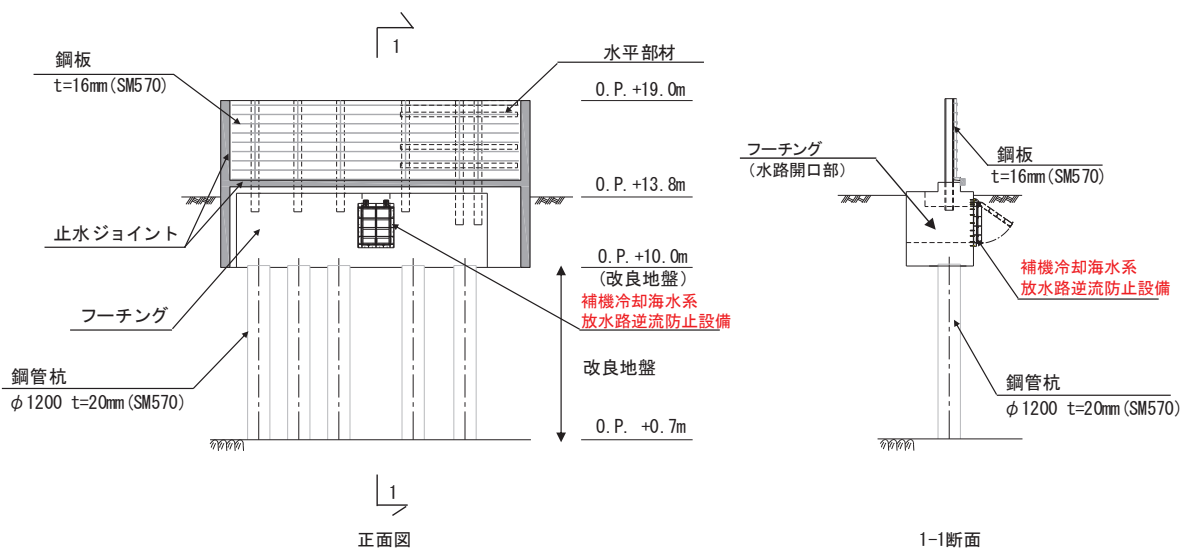 1
鋼板
t=16mm(SM570)
水平部材
O.P.+19.0m
O.P.+13.8m
止水ジョイント
O.P.+10.0m
(改良地盤)
補機冷却海水系
放水路逆流防止設備
フーチング
改良地盤
鋼管杭
φ1200 t=20mm(SM570)
O.P. +0.7m
1
正面図
フーチング
(水路開口部)
鋼板
t=16mm(SM570)
補機冷却海水系
放水路逆流防止設備
鋼管杭
φ1200 t=20mm(SM570)
1-1断面